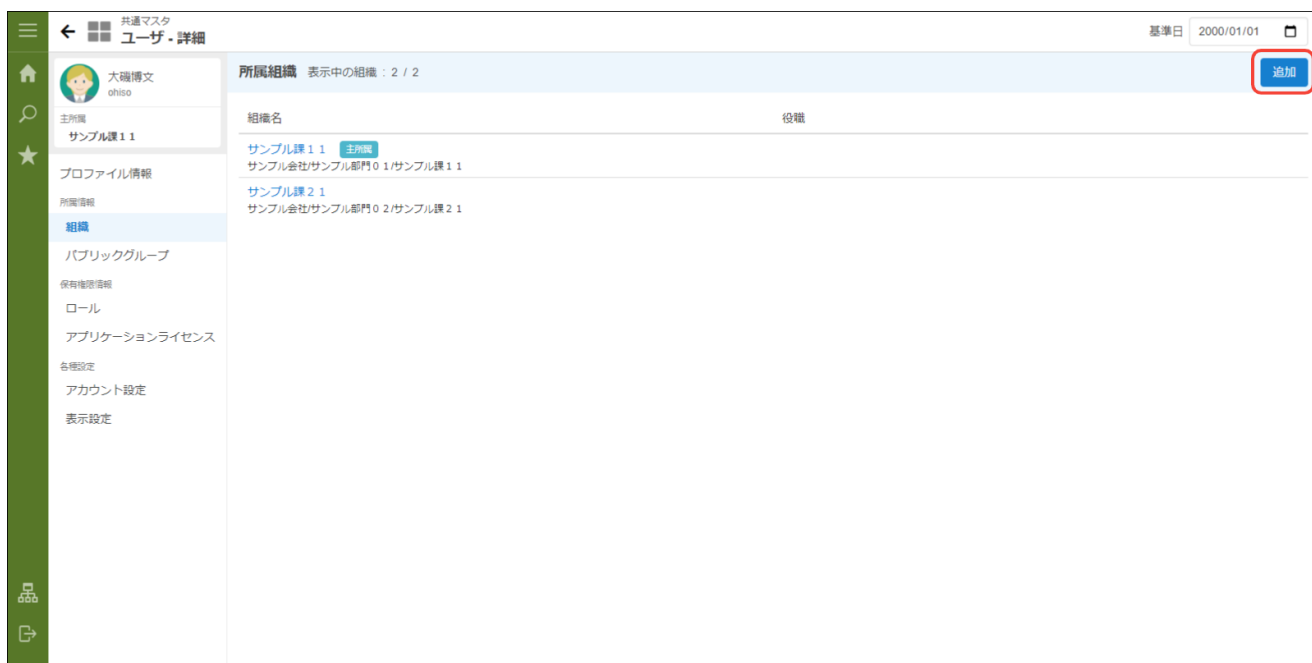 共通マスタ
ユーザ - 詳細
基準日 2000/01/01
大磯博文
ohiso
主所属
サンプル課１１
プロファイル情報
所属情報
組織
パブリックグループ
保有権限情報
ロール
アプリケーションライセンス
各種設定
アカウント設定
表示設定
所属組織 表示中の組織 : 2 / 2
追加
組織名 役職
サンプル課１１ 主所属
サンプル会社/サンプル部門０１/サンプル課１１
サンプル課２１
サンプル会社/サンプル部門０２/サンプル課２１